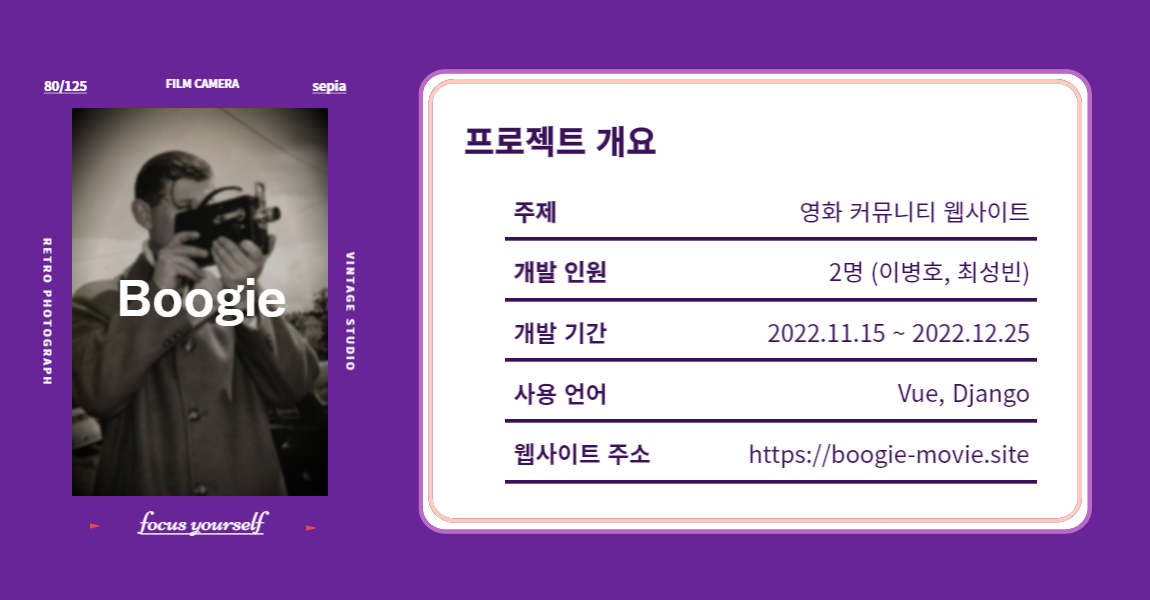 80/125
FILM CAMERA
sepia
RETRO PHOTOGRAPH
Boogie
VINTAGE STUDIO
focus yourself
프로젝트 개요
주제 영화 커뮤니티 웹사이트
개발 인원 2명 (이병호, 최성빈)
개발 기간 2022.11.15 ~ 2022.12.25
사용 언어 Vue, Django
웹사이트 주소 https://boogie-movie.site